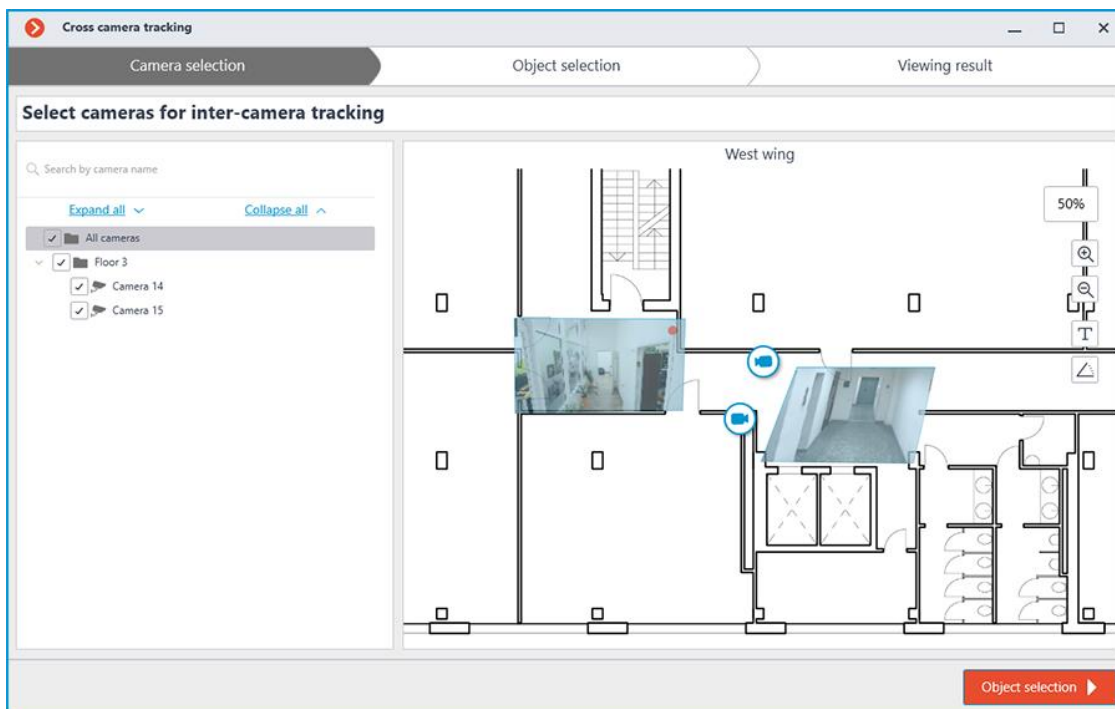 Cross camera tracking
Camera selection
Object selection
Viewing result
Select cameras for inter-camera tracking
Search by camera name
Expand all
Collapse all
All cameras
Floor 3
Camera 14
Camera 15
West wing
50%
T
Object selection